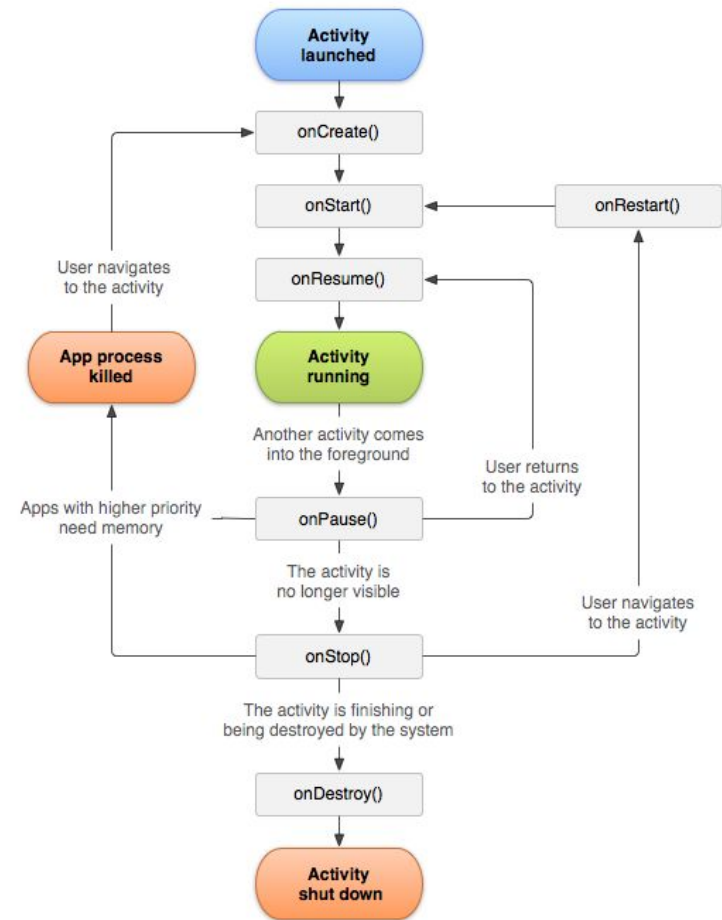 Activity
launched
onCreate()
onStart()
onRestart()
User navigates
to the activity
onResume()
App process
killed
Activity
running
Another activity comes
into the foreground
User returns
to the activity
Apps with higher priority
need memory
onPause()
The activity is
no longer visible
User navigates
to the activity
onStop()
The activity is finishing or
being destroyed by the system
onDestroy()
Activity
shut down